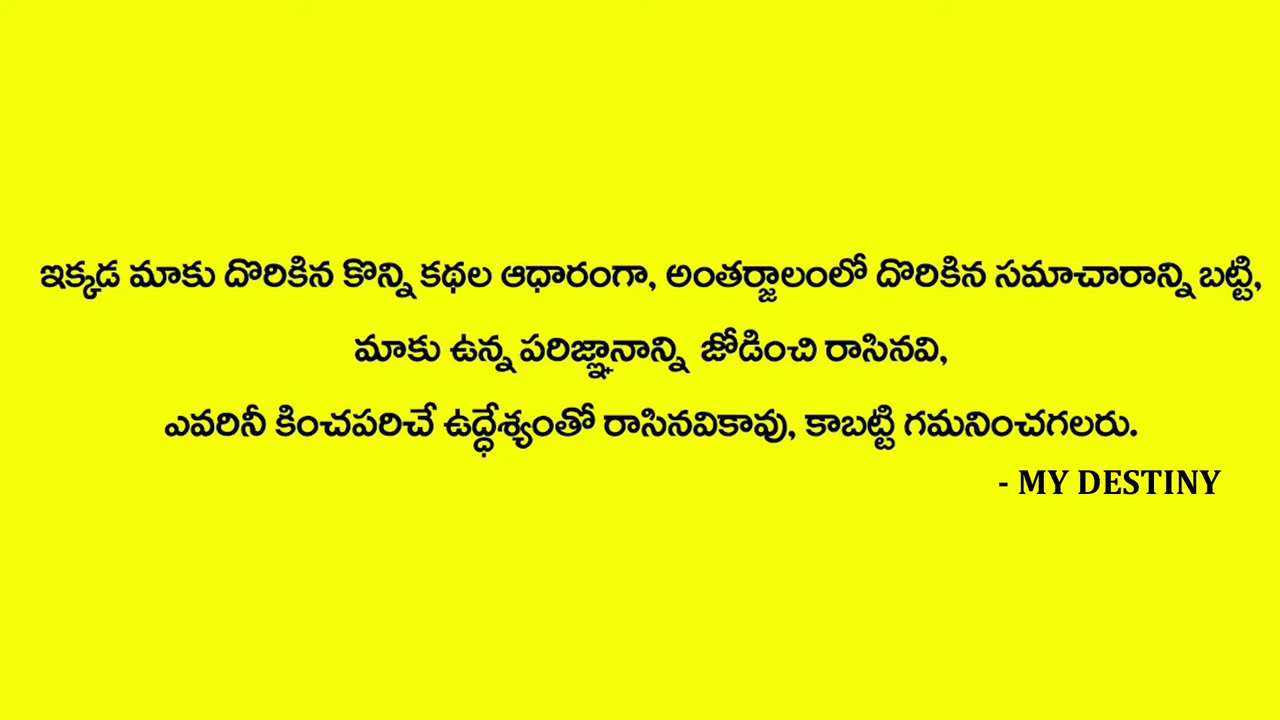 ఇక్కడ మాకు దొరికిన కొన్ని కథల ఆధారంగా, అంతర్జాలంలో దొరికిన సమాచారాన్ని బట్టి,
మాకు ఉన్న పరిజ్ఞానాన్ని జోడించి రాసినవి,
ఎవరినీ కించపరిచే ఉద్ధేశ్యంతో రాసినవికావు, కాబట్టి గమనించగలరు.
- MY DESTINY